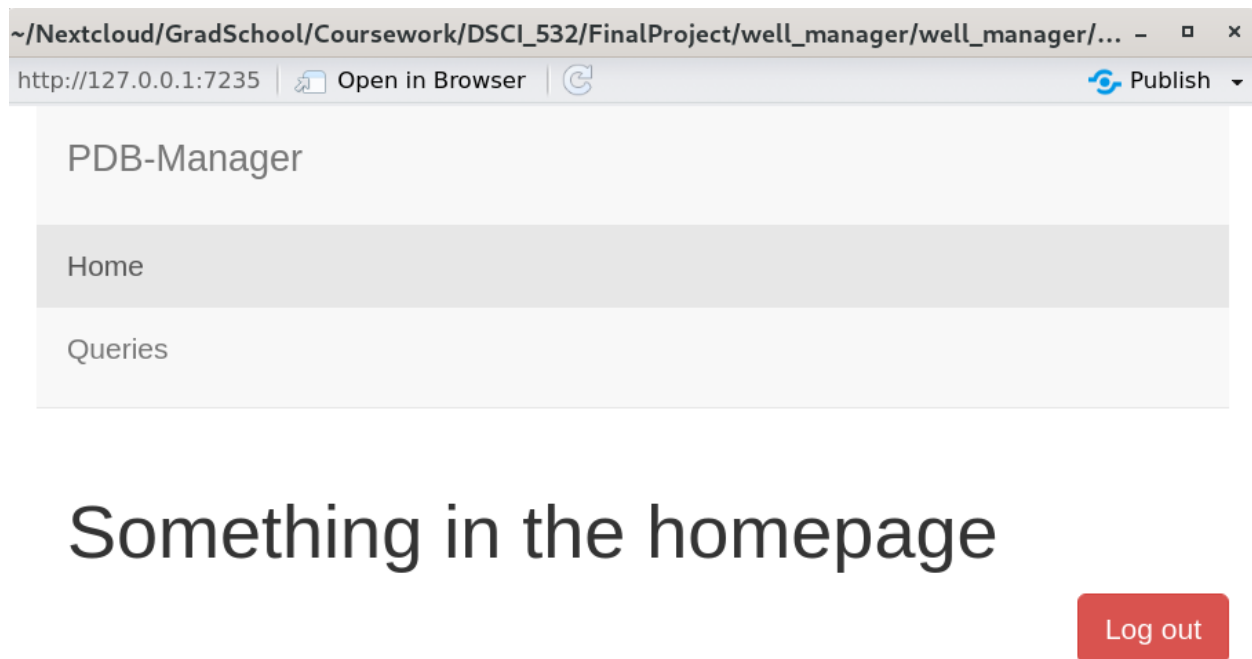 ~/Nextcloud/GradSchool/Coursework/DSCI_532/FinalProject/well_manager/well_manager/...
http://127.0.0.1:7235 Open in Browser Publish
PDB-Manager
Home
Queries
Something in the homepage
Log out